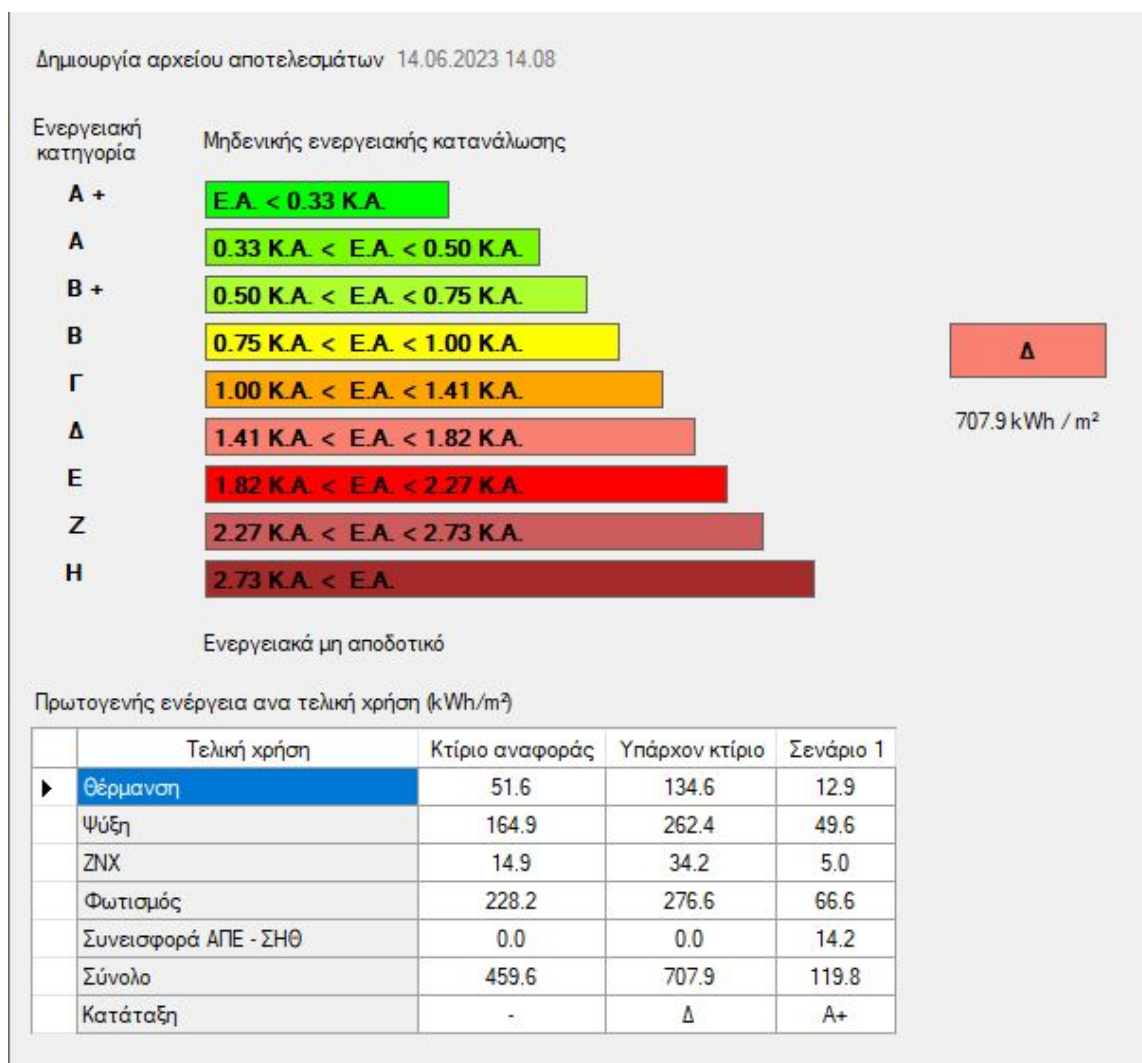 Δημιουργία αρχείου αποτελεσμάτων 14.06.2023 14.08
Ενεργειακή κατηγορία
Μηδενικής ενεργειακής κατανάλωσης
Α + Ε.Α. < 0.33 Κ.Α.
Α 0.33 Κ.Α. < Ε.Α. < 0.50 Κ.Α.
Β + 0.50 Κ.Α. < Ε.Α. < 0.75 Κ.Α.
Β 0.75 Κ.Α. < Ε.Α. < 1.00 Κ.Α.
Γ 1.00 Κ.Α. < Ε.Α. < 1.41 Κ.Α.
Δ 1.41 Κ.Α. < Ε.Α. < 1.82 Κ.Α.
Ε 1.82 Κ.Α. < Ε.Α. < 2.27 Κ.Α.
Ζ 2.27 Κ.Α. < Ε.Α. < 2.73 Κ.Α.
Η 2.73 Κ.Α. < Ε.Α.
Δ
707.9 kWh / m²
Ενεργειακά μη αποδοτικό
Πρωτογενής ενέργεια ανα τελική χρήση (kWh/m²)
Τελική χρήση Κτίριο αναφοράς Υπάρχον κτίριο Σενάριο 1
Θέρμανση 51.6 134.6 12.9
Ψύξη 164.9 262.4 49.6
ΖΝΧ 14.9 34.2 5.0
Φωτισμός 228.2 276.6 66.6
Συνεισφορά ΑΠΕ - ΣΗΘ 0.0 0.0 14.2
Σύνολο 459.6 707.9 119.8
Κατάταξη - Δ Α+